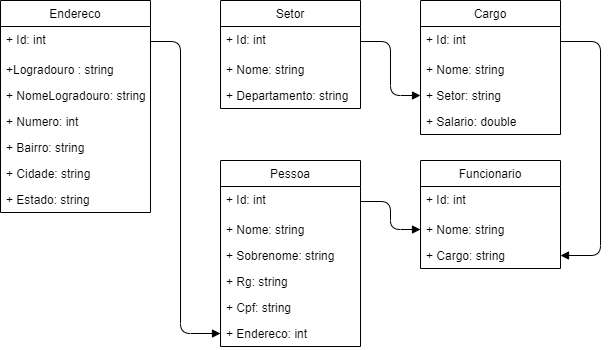 Endereco
+ Id: int
+Logradouro : string
+ NomeLogradouro: string
+ Numero: int
+ Bairro: string
+ Cidade: string
+ Estado: string
Setor
+ Id: int
+ Nome: string
+ Departamento: string
Cargo
+ Id: int
+ Nome: string
+ Setor: string
+ Salario: double
Pessoa
+ Id: int
+ Nome: string
+ Sobrenome: string
+ Rg: string
+ Cpf: string
+ Endereco: int
Funcionario
+ Id: int
+ Nome: string
+ Cargo: string